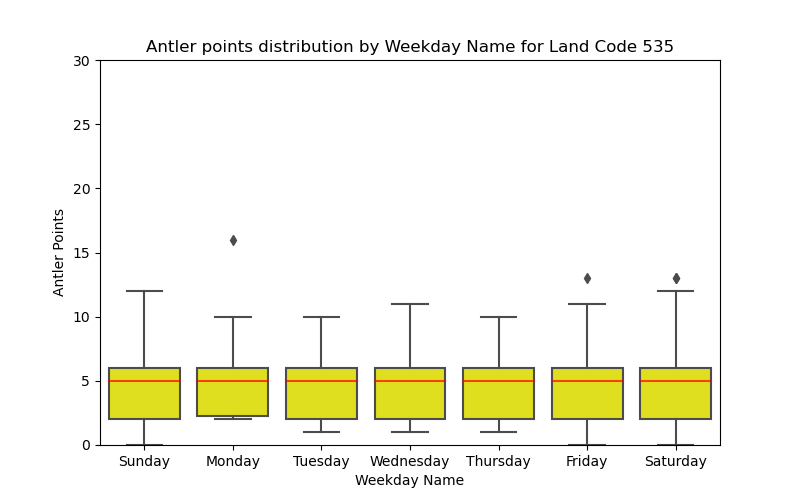 Antler points distribution by Weekday Name for Land Code 535
30
25
20
15
10
5
0
Antler Points
Sunday Monday Tuesday Wednesday Thursday Friday Saturday
Weekday Name